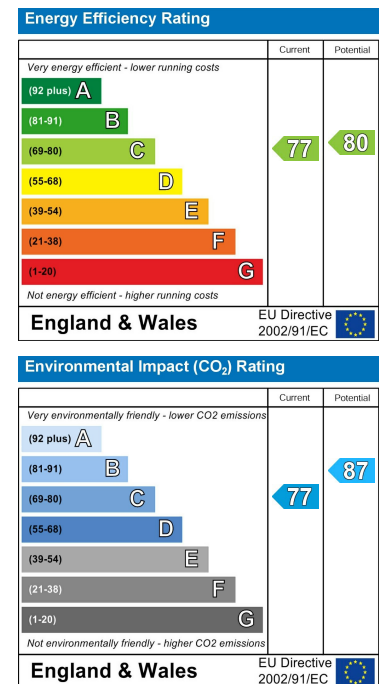 Energy Efficiency Rating
Current Potential
Very energy efficient - lower running costs
(92 plus) A
(81-91) B
(69-80) C 77 80
(55-68) D
(39-54) E
(21-38) F
(1-20) G
Not energy efficient - higher running costs
England & Wales EU Directive
2002/91/EC
Environmental Impact (CO₂) Rating
Current Potential
Very environmentally friendly - lower CO2 emissions
(92 plus) A
(81-91) B 87
(69-80) C 77
(55-68) D
(39-54) E
(21-38) F
(1-20) G
Not environmentally friendly - higher CO2 emissions
England & Wales EU Directive
2002/91/EC